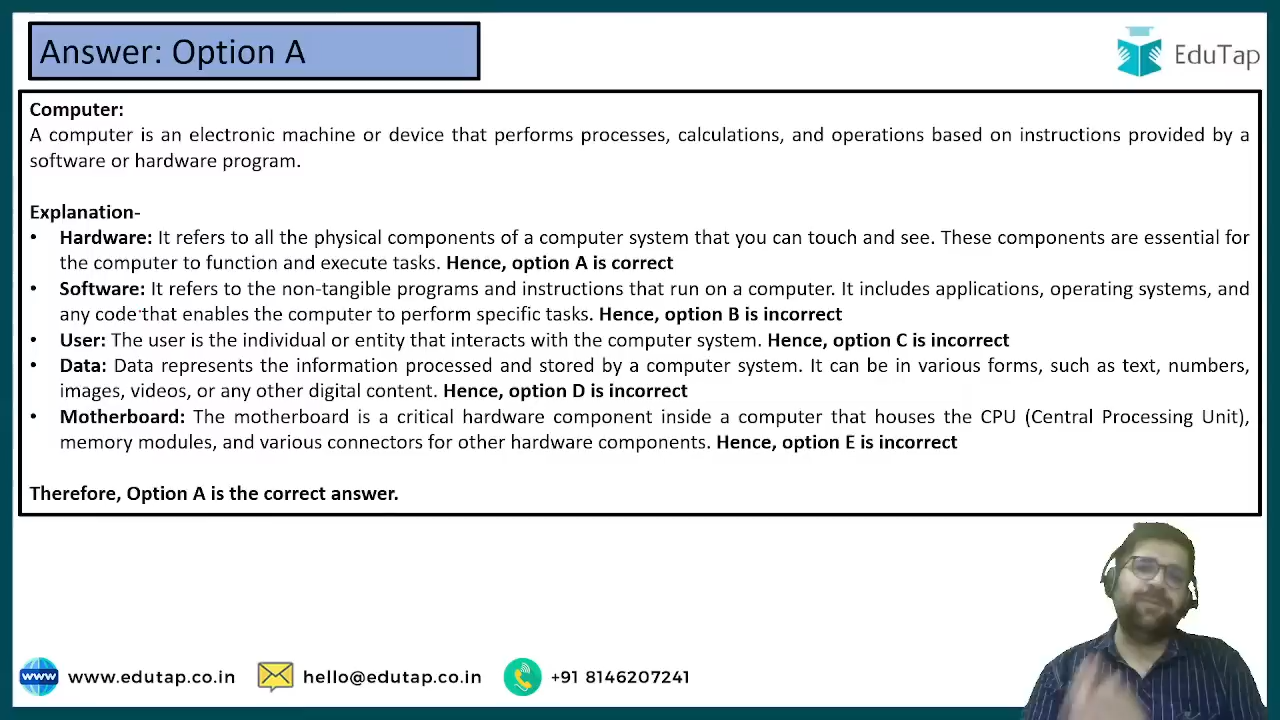 Answer: Option A
EduTap
Computer:
A computer is an electronic machine or device that performs processes, calculations, and operations based on instructions provided by a
software or hardware program.
Explanation-
• Hardware: It refers to all the physical components of a computer system that you can touch and see. These components are essential for
the computer to function and execute tasks. Hence, option A is correct
• Software: It refers to the non-tangible programs and instructions that run on a computer. It includes applications, operating systems, and
any code that enables the computer to perform specific tasks. Hence, option B is incorrect
• User: The user is the individual or entity that interacts with the computer system. Hence, option C is incorrect
• Data: Data represents the information processed and stored by a computer system. It can be in various forms, such as text, numbers,
images, videos, or any other digital content. Hence, option D is incorrect
• Motherboard: The motherboard is a critical hardware component inside a computer that houses the CPU (Central Processing Unit),
memory modules, and various connectors for other hardware components. Hence, option E is incorrect
Therefore, Option A is the correct answer.
www www.edutap.co.in hello@edutap.co.in +91 8146207241